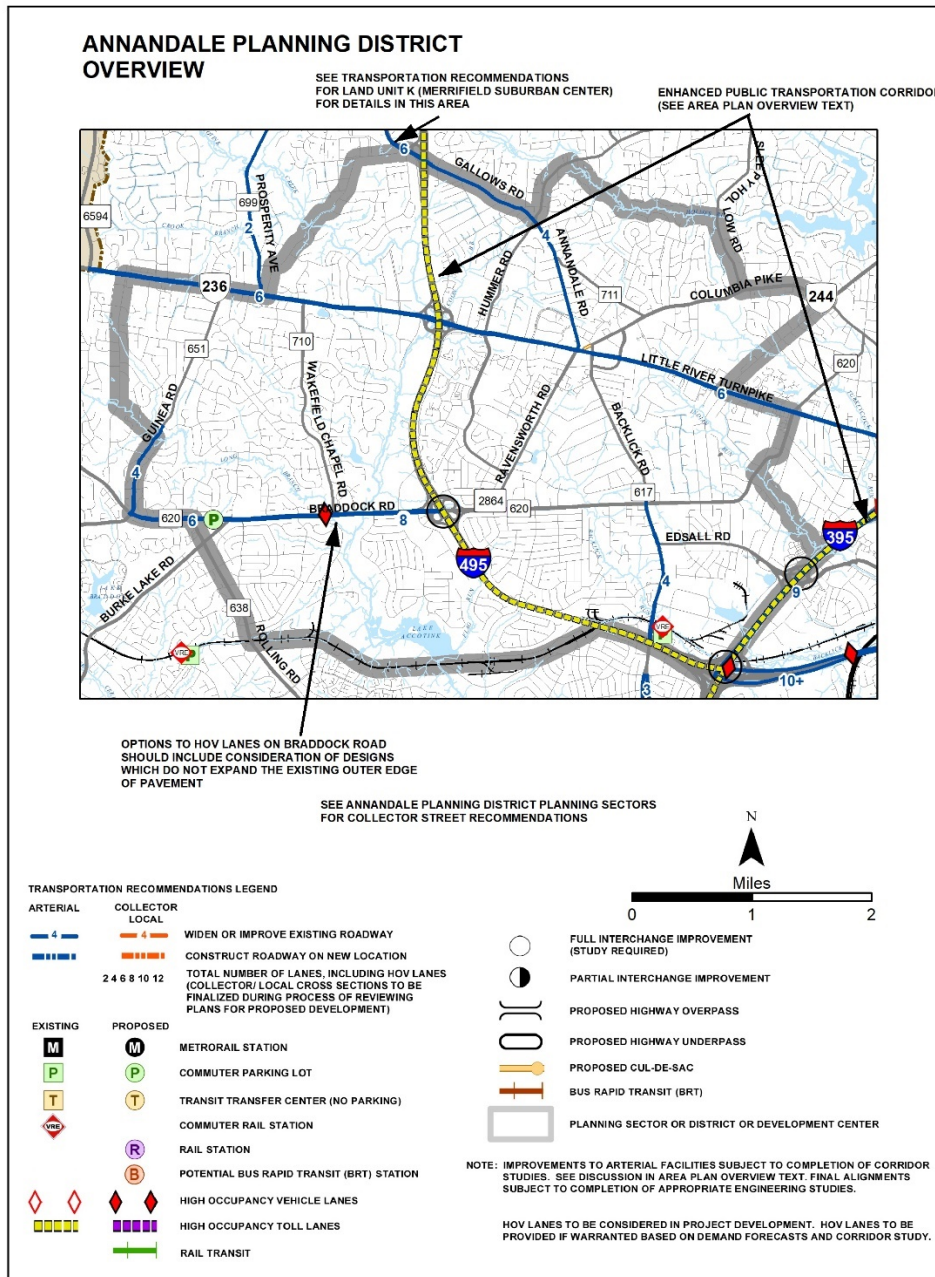 ANNANDALE PLANNING DISTRICT
OVERVIEW
SEE TRANSPORTATION RECOMMENDATIONS
FOR LAND UNIT K (MERRIFIELD SUBURBAN CENTER)
FOR DETAILS IN THIS AREA
ENHANCED PUBLIC TRANSPORTATION CORRIDOR
(SEE AREA PLAN OVERVIEW TEXT)
6
GALLOWS RD
SLEEPY HOLLOW RD
PROSPERITY AVE
699
2
6594
4
ANNANDALE RD
HUMMER RD
711
COLUMBIA PIKE
244
236
6
651
710
LITTLE RIVER TURNPIKE
6
620
GUINEA RD
WAKEFIELD CHAPEL RD
RAVENSWORTH RD
BACKLICK RD
4
620
6
P
BRADDOCK RD
8
2864
620
617
EDSALL RD
395
9
495
4
BURKE LAKE RD
638
ROLLING RD
LAKE
ACCOTINK
VRE
P
VRE
3
10+
OPTIONS TO HOV LANES ON BRADDOCK ROAD
SHOULD INCLUDE CONSIDERATION OF DESIGNS
WHICH DO NOT EXPAND THE EXISTING OUTER EDGE
OF PAVEMENT
SEE ANNANDALE PLANNING DISTRICT PLANNING SECTORS
FOR COLLECTOR STREET RECOMMENDATIONS
N
Miles
0 1 2
TRANSPORTATION RECOMMENDATIONS LEGEND
ARTERIAL COLLECTOR
LOCAL
4 4 WIDEN OR IMPROVE EXISTING ROADWAY
CONSTRUCT ROADWAY ON NEW LOCATION
2 4 6 8 10 12 TOTAL NUMBER OF LANES, INCLUDING HOV LANES
(COLLECTOR/ LOCAL CROSS SECTIONS TO BE
FINALIZED DURING PROCESS OF REVIEWING
PLANS FOR PROPOSED DEVELOPMENT)
EXISTING PROPOSED
M M METRORAIL STATION
P P COMMUTER PARKING LOT
T T TRANSIT TRANSFER CENTER (NO PARKING)
VRE COMMUTER RAIL STATION
R RAIL STATION
B POTENTIAL BUS RAPID TRANSIT (BRT) STATION
HIGH OCCUPANCY VEHICLE LANES
HIGH OCCUPANCY TOLL LANES
RAIL TRANSIT
FULL INTERCHANGE IMPROVEMENT
(STUDY REQUIRED)
PARTIAL INTERCHANGE IMPROVEMENT
PROPOSED HIGHWAY OVERPASS
PROPOSED HIGHWAY UNDERPASS
PROPOSED CUL-DE-SAC
BUS RAPID TRANSIT (BRT)
PLANNING SECTOR OR DISTRICT OR DEVELOPMENT CENTER
NOTE: IMPROVEMENTS TO ARTERIAL FACILITIES SUBJECT TO COMPLETION OF CORRIDOR
STUDIES. SEE DISCUSSION IN AREA PLAN OVERVIEW TEXT. FINAL ALIGNMENTS
SUBJECT TO COMPLETION OF APPROPRIATE ENGINEERING STUDIES.
HOV LANES TO BE CONSIDERED IN PROJECT DEVELOPMENT. HOV LANES TO BE
PROVIDED IF WARRANTED BASED ON DEMAND FORECASTS AND CORRIDOR STUDY.